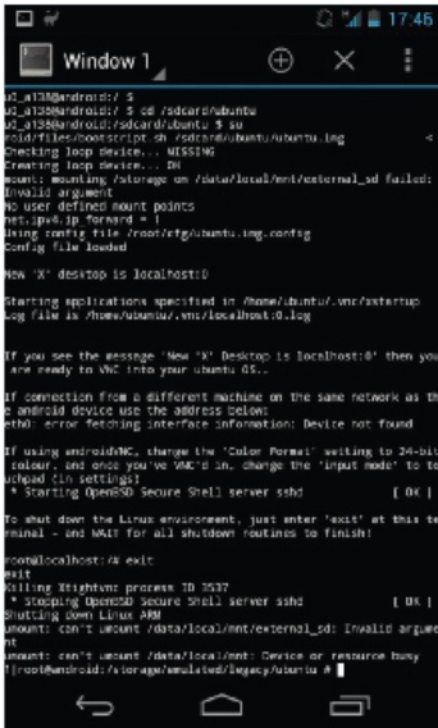 17:46
Window 1
u0_a138@android:/ $
u0_a138@android:/ $ cd /sdcard/ubuntu
u0_a138@android:/sdcard/ubuntu $ su
roid/files/bootscript.sh /sdcard/ubuntu/ubuntu.img <
Checking loop device... MISSING
Creating loop device... OK
mount: mounting /storage on /data/local/mnt/external_sd failed:
Invalid argument
No user defined mount points
net.ipv4.ip_forward = 1
Using config file /root/cfg/ubuntu.img.config
Config file loaded
New 'X' desktop is localhost:0
Starting applications specified in /home/ubuntu/.vnc/xstartup
Log file is /home/ubuntu/.vnc/localhost:0.log
If you see the message 'New 'X' Desktop is localhost:0' then you
are ready to VNC into your ubuntu OS..
If connection from a different machine on the same network as th
e android device use the address below:
eth0: error fetching interface information: Device not found
If using androidVNC, change the 'Color Format' setting to 24-bit
colour, and once you've VNC'd in, change the 'input mode' to to
uchpad (in settings)
* Starting OpenBSD Secure Shell server sshd [ OK ]
To shut down the Linux environment, just enter 'exit' at this te
rminal - and WAIT for all shutdown routines to finish!
root@localhost:/# exit
exit
Killing Xtightvnc process ID 3537
* Stopping OpenBSD Secure Shell server sshd [ OK ]
Shutting down Linux ARM
umount: can't umount /data/local/mnt/external_sd: Invalid argume
nt
umount: can't umount /data/local/mnt: Device or resource busy
1|root@android:/storage/emulated/legacy/ubuntu #